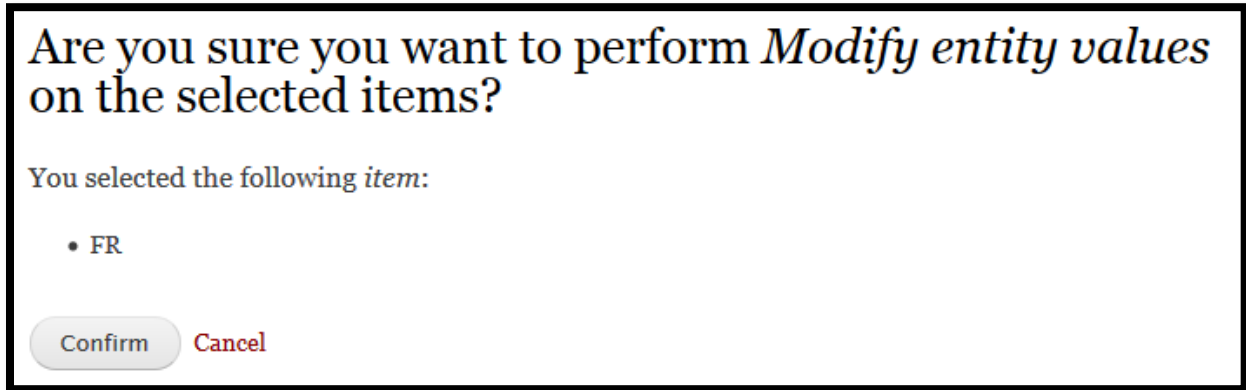 Are you sure you want to perform Modify entity values
on the selected items?
You selected the following item:
• FR
Confirm Cancel